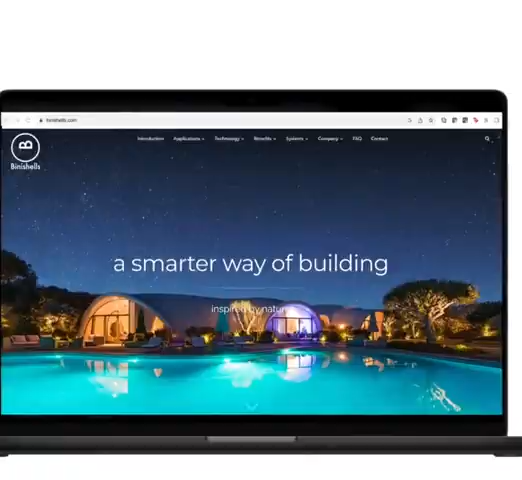 binishells.com
Introduction Applications Technology Benefits Systems Company FAQ Contact
B
Binishells
a smarter way of building
inspired by nature